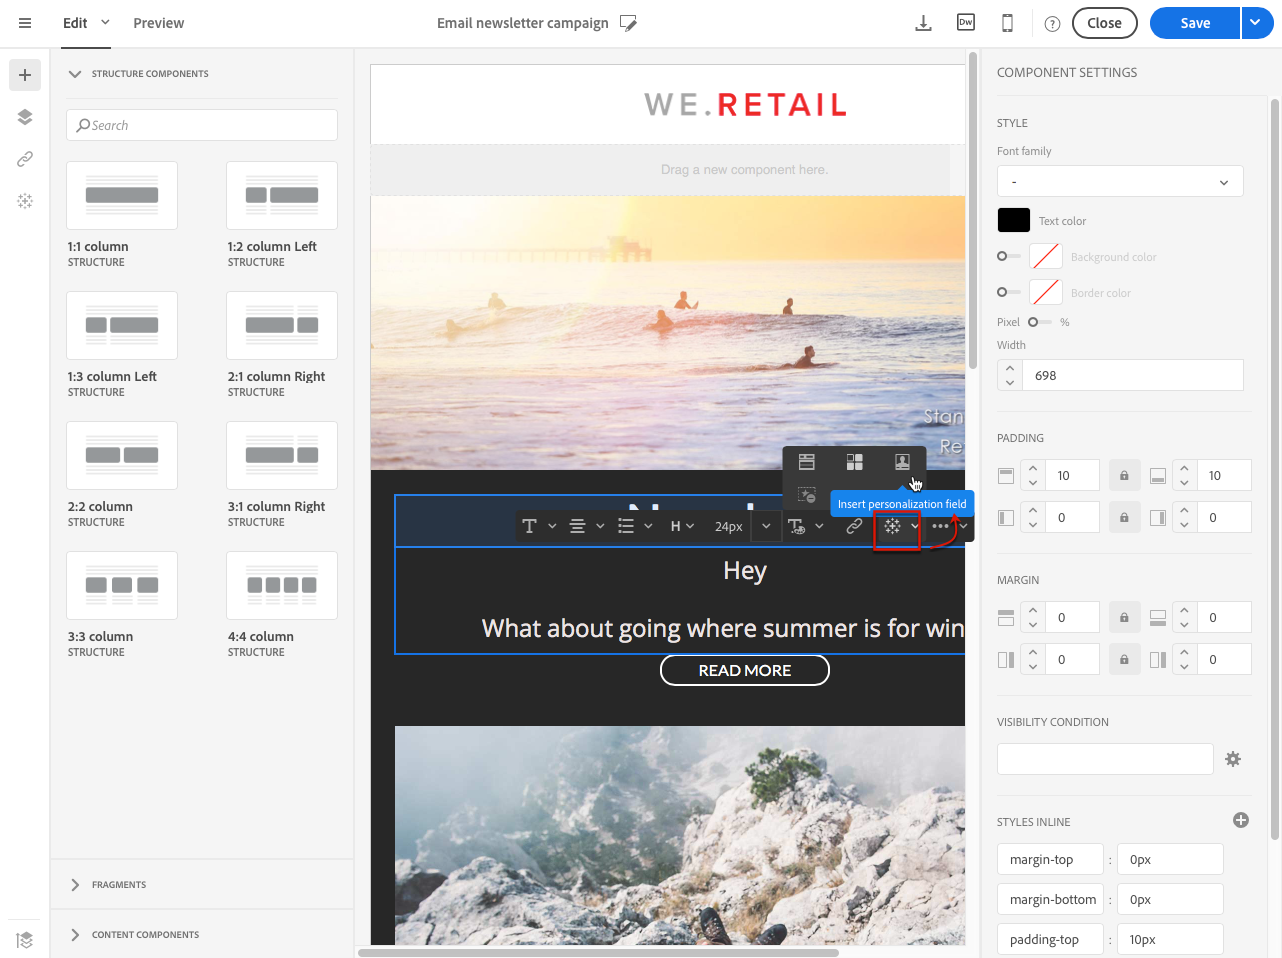 Edit
Preview
Email newsletter campaign
Dw
?
Close
Save
STRUCTURE COMPONENTS
Search
1:1 column
STRUCTURE
1:2 column Left
STRUCTURE
1:3 column Left
STRUCTURE
2:1 column Right
STRUCTURE
2:2 column
STRUCTURE
3:1 column Right
STRUCTURE
3:3 column
STRUCTURE
4:4 column
STRUCTURE
FRAGMENTS
CONTENT COMPONENTS
WE.RETAIL
Drag a new component here.
Stan
Re
Insert personalization field
T
H
24px
Hey
What about going where summer is for win
READ MORE
COMPONENT SETTINGS
STYLE
Font family
-
Text color
Background color
Border color
Pixel %
Width
698
PADDING
10
10
0
0
MARGIN
0
0
0
0
VISIBILITY CONDITION
STYLES INLINE
margin-top : 0px
margin-bottom : 0px
padding-top : 10px